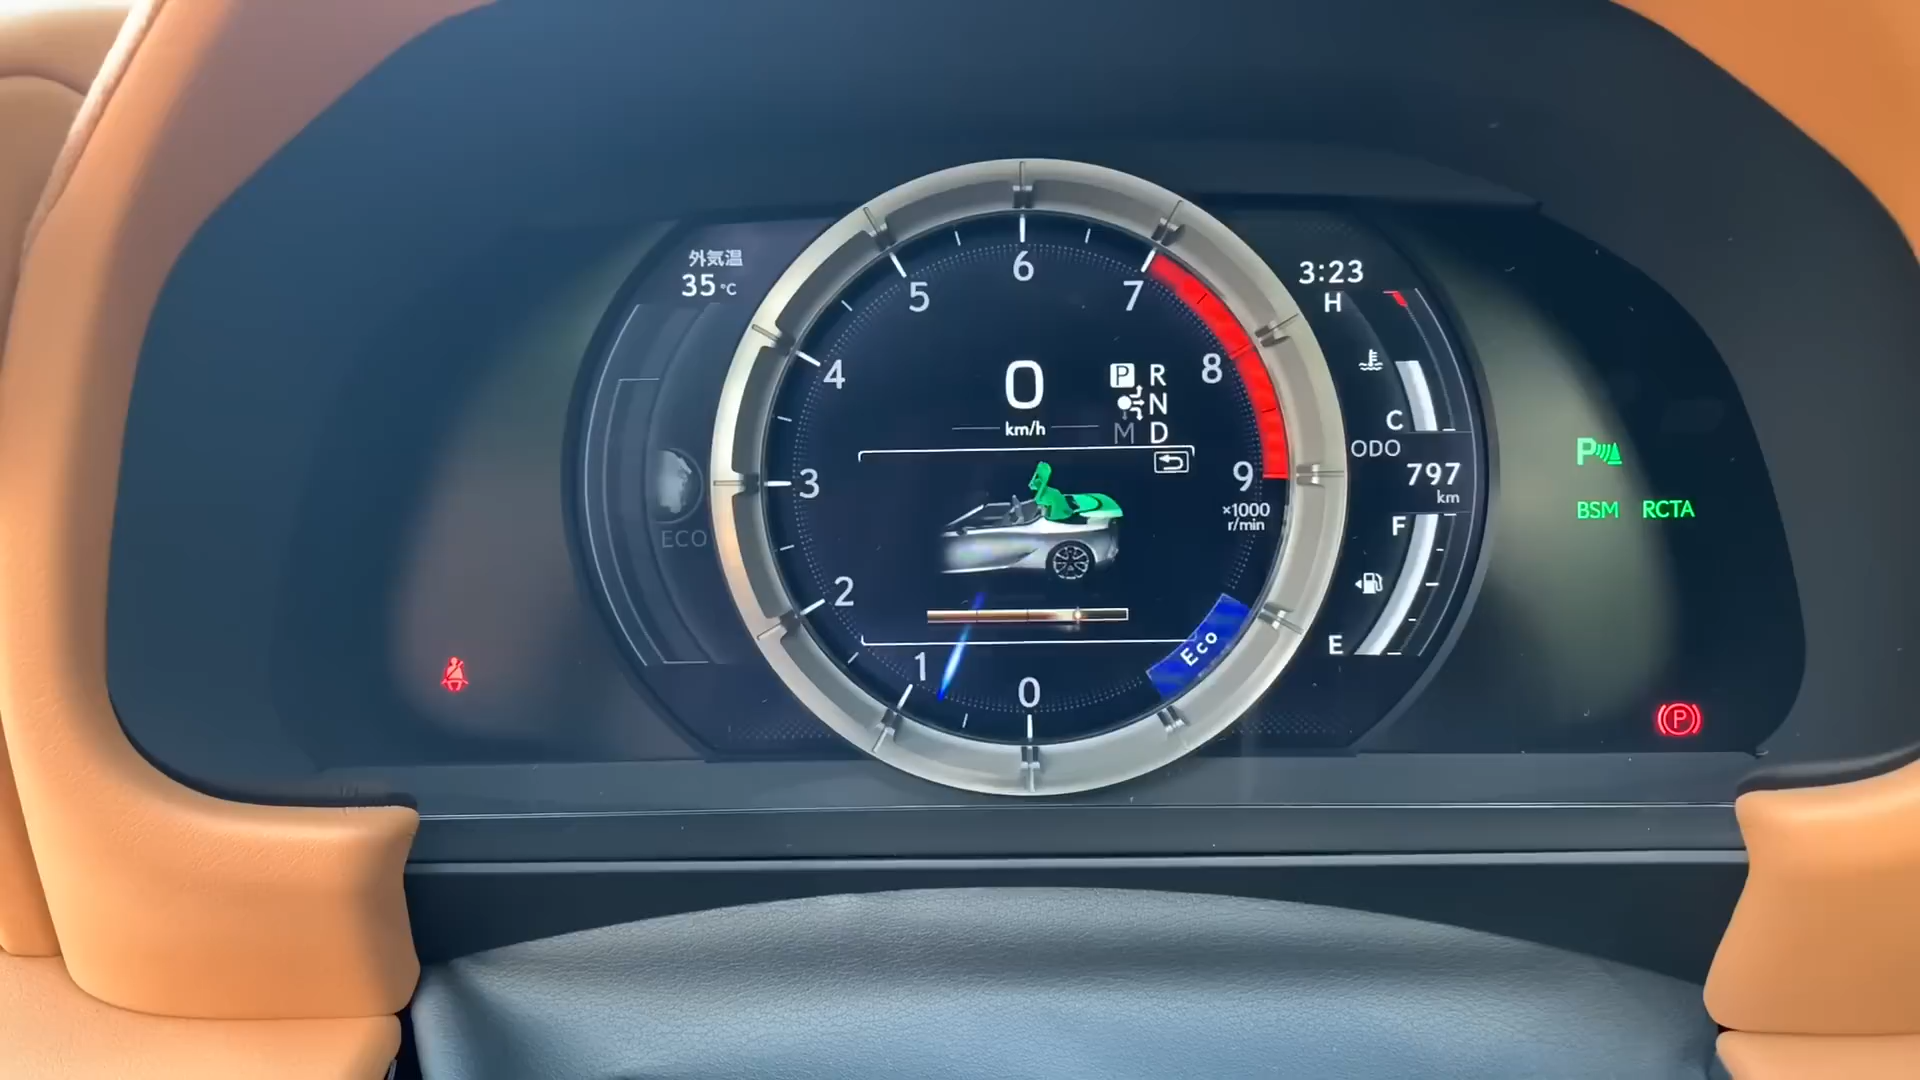 外気温
35°C
ECO
6
5
7
4
8
3
9
2
1
0
×1000
r/min
0
km/h
P R
N
M D
Eco
3:23
H
C
ODO
797
km
F
E
P
BSM RCTA
P